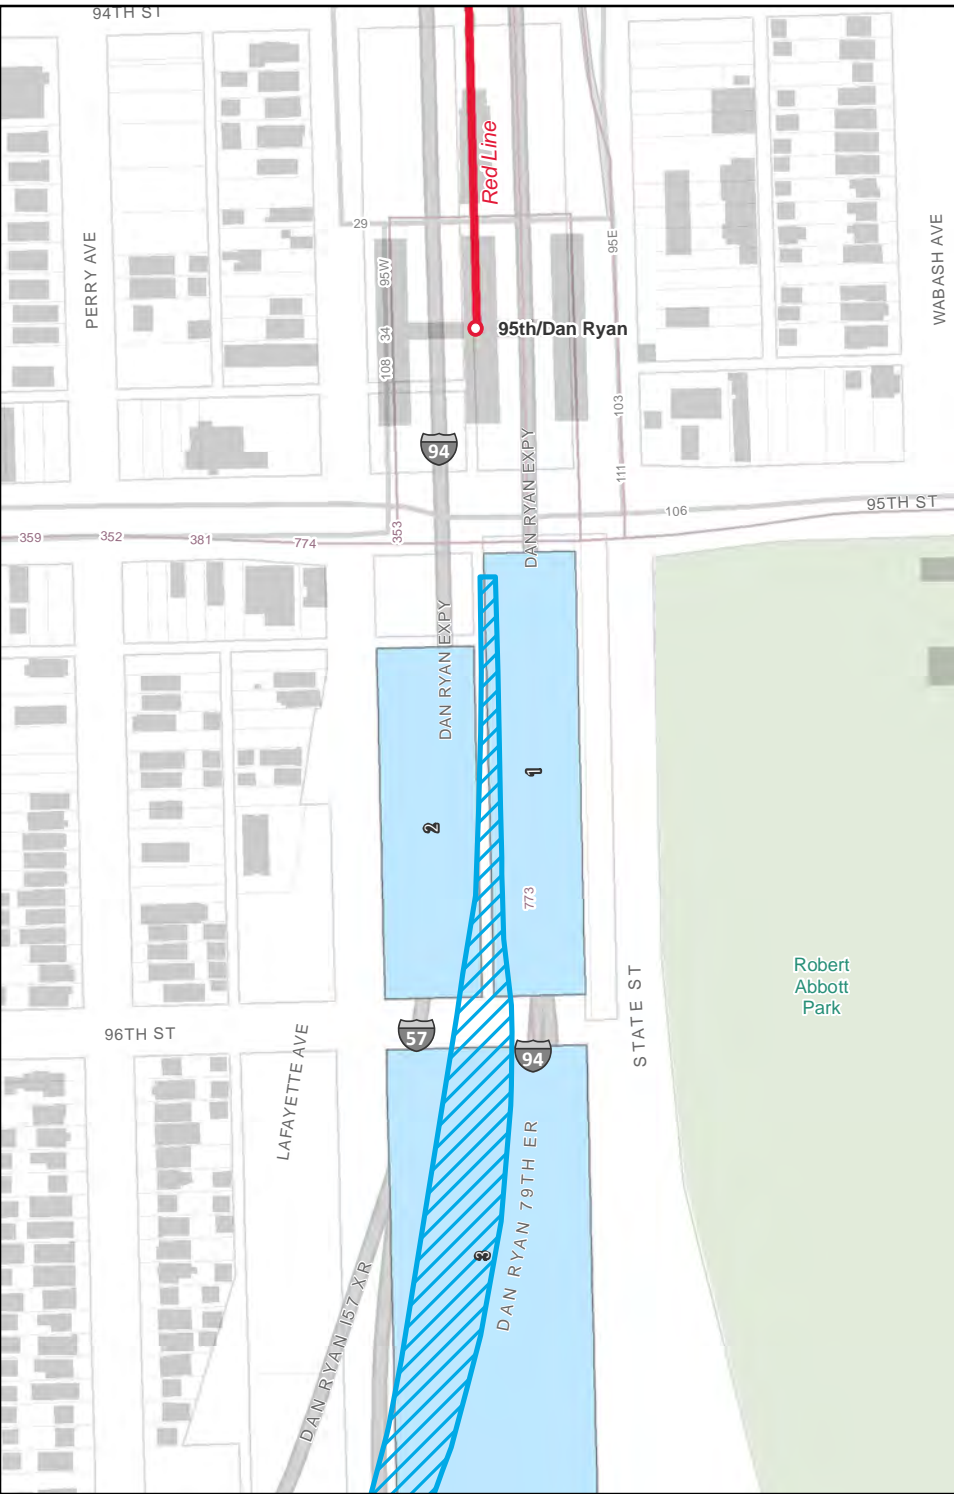 94TH ST
Red Line
29
95E
PERRY AVE
WABASH AVE
95W
34
108
95th/Dan Ryan
103
94
DAN RYAN EXPY
111
95TH ST
106
359
352
381
774
353
DAN RYAN EXPY
1
2
773
Robert
Abbott
Park
STATE ST
96TH ST
57
94
LAFAYETTE AVE
DAN RYAN 79TH ER
3
DAN RYAN I57 XR